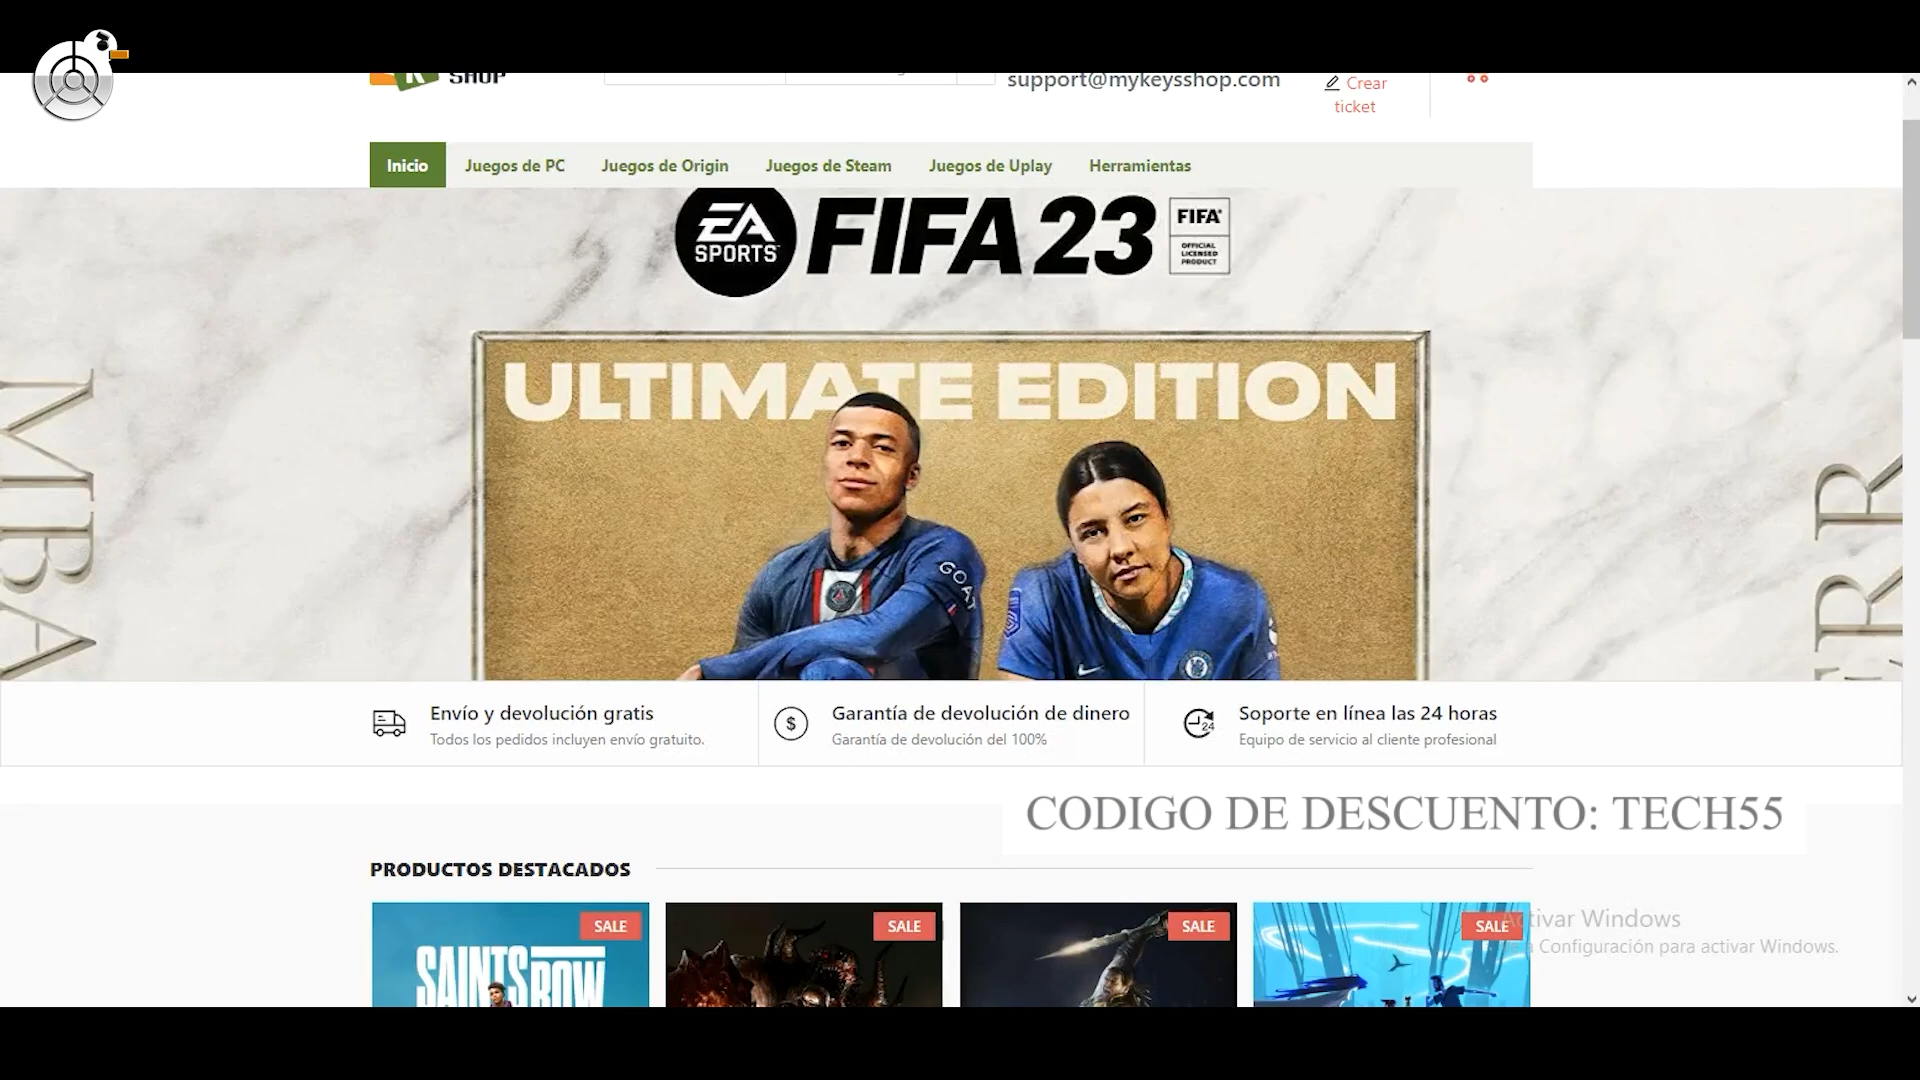 SHOP
support@mykeysshop.com
Crear
ticket
Inicio
Juegos de PC
Juegos de Origin
Juegos de Steam
Juegos de Uplay
Herramientas
EA
SPORTS
FIFA 23
FIFA
OFFICIAL
LICENSED
PRODUCT
ULTIMATE EDITION
MBA
ERR
GOAT
Envío y devolución gratis
Todos los pedidos incluyen envío gratuito.
$
Garantía de devolución de dinero
Garantía de devolución del 100%
24
Soporte en línea las 24 horas
Equipo de servicio al cliente profesional
CODIGO DE DESCUENTO: TECH55
PRODUCTOS DESTACADOS
SALE
SALE
SALE
SALE
SAINTS ROW
tivar Windows
a Configuración para activar Windows.